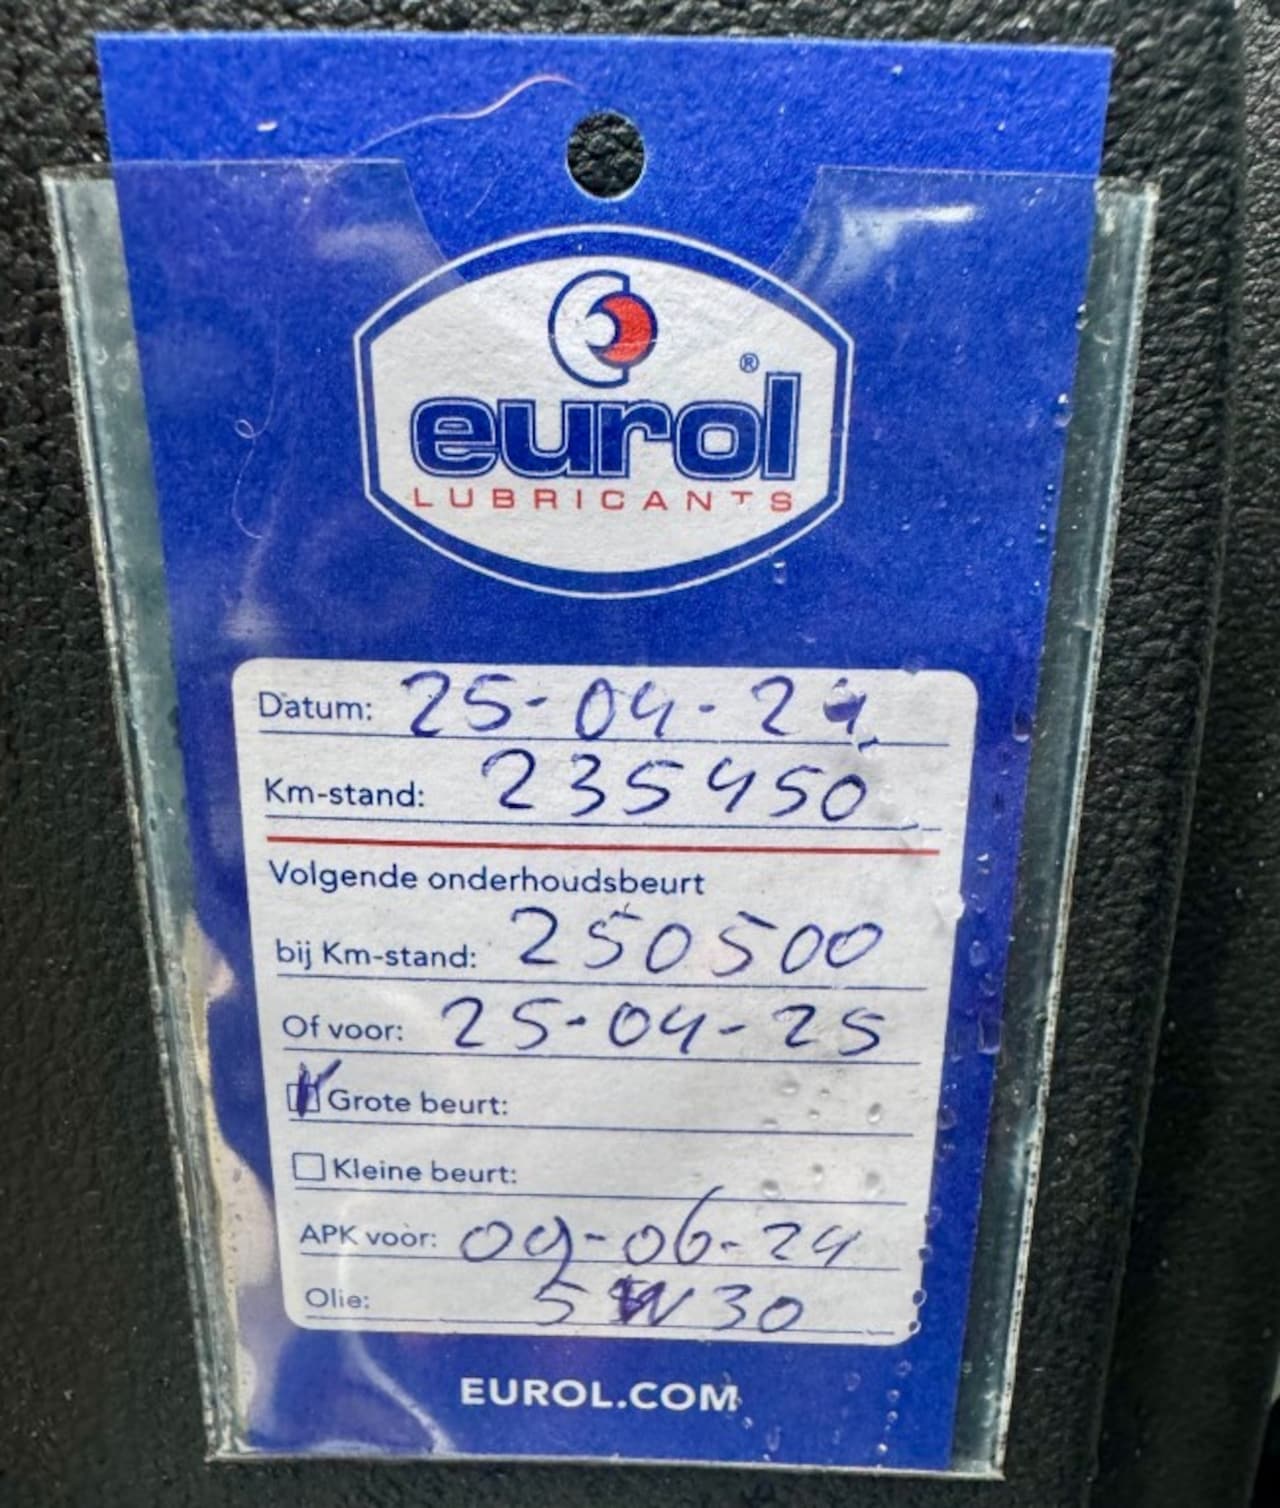 eurol ®
LUBRICANTS
Datum: 25-04-24
Km-stand: 235450
Volgende onderhoudsbeurt
bij Km-stand: 250500
Of voor: 25-04-25
Grote beurt:
Kleine beurt:
APK voor: 09-06-24
Olie: 5W30
EUROL.COM